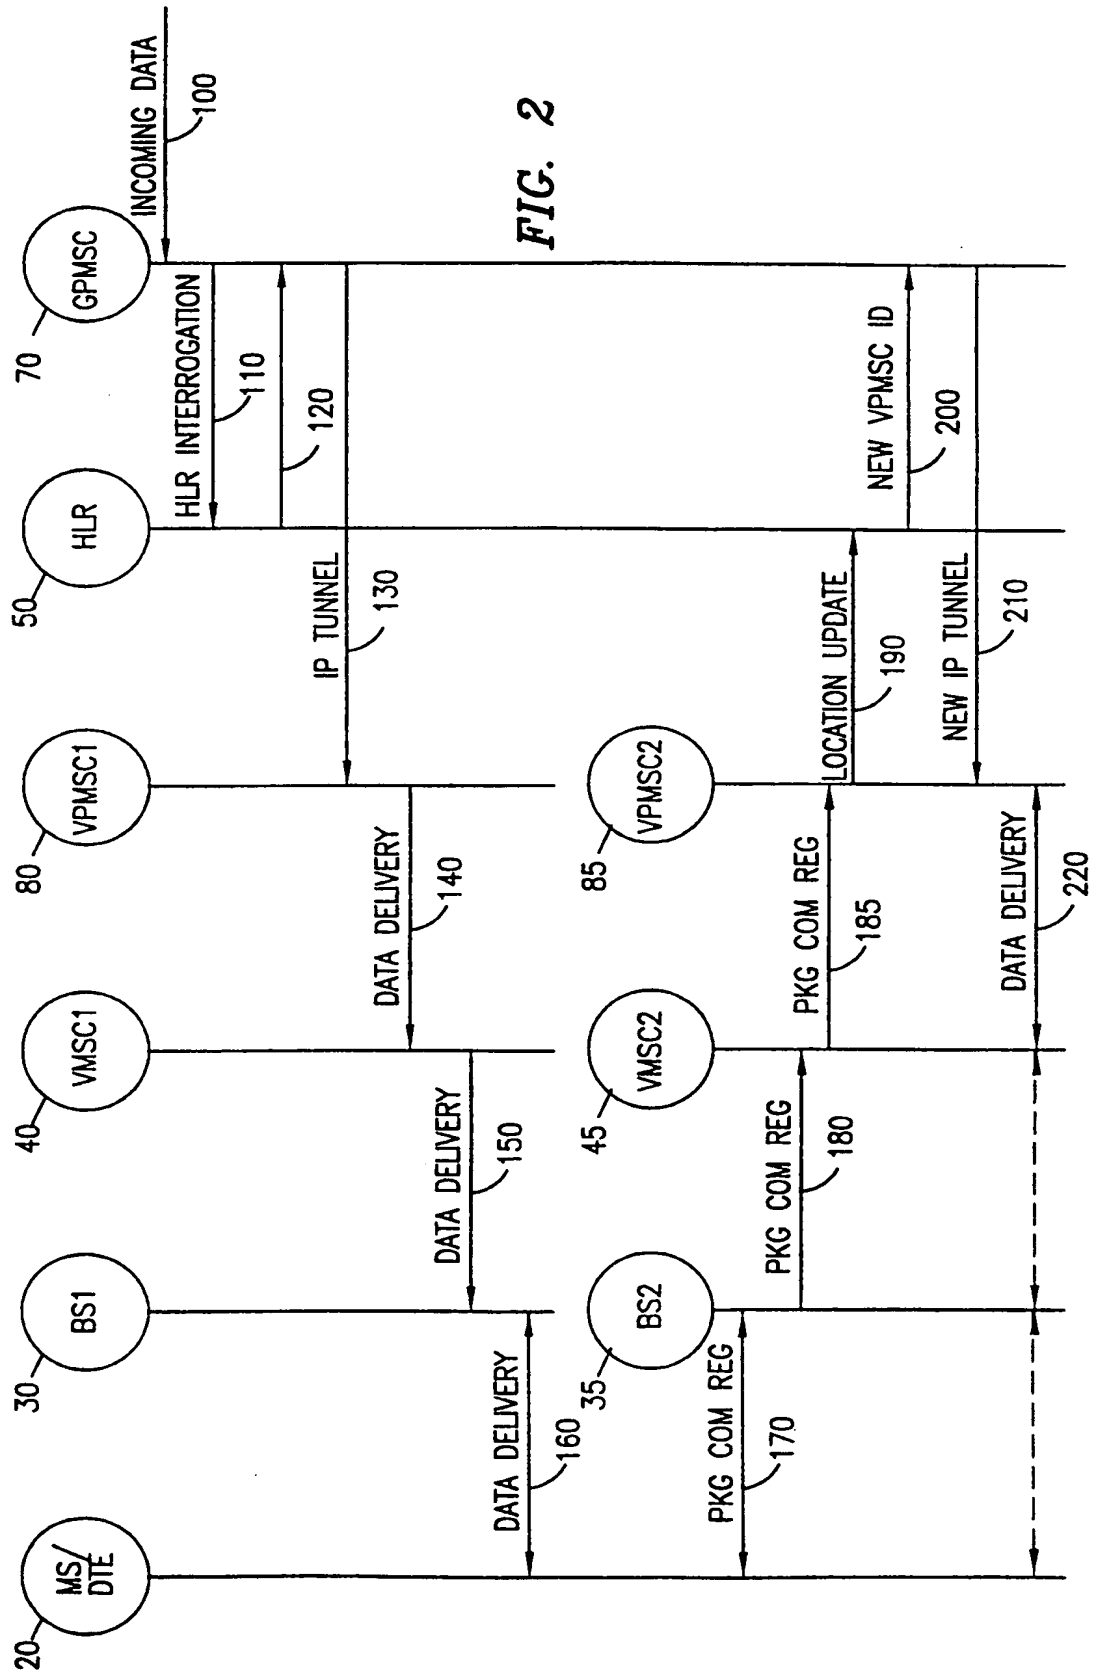 20
MS/
DTE
30
BS1
40
VMSC1
80
VPMSC1
50
HLR
70
GPMSC
INCOMING DATA
100
HLR INTERROGATION
110
120
IP TUNNEL
130
DATA DELIVERY
140
DATA DELIVERY
150
DATA DELIVERY
160
FIG. 2
35
BS2
45
VMSC2
85
VPMSC2
PKG COM REG
170
PKG COM REG
180
PKG COM REG
185
LOCATION UPDATE
190
NEW VPMSC ID
200
NEW IP TUNNEL
210
DATA DELIVERY
220